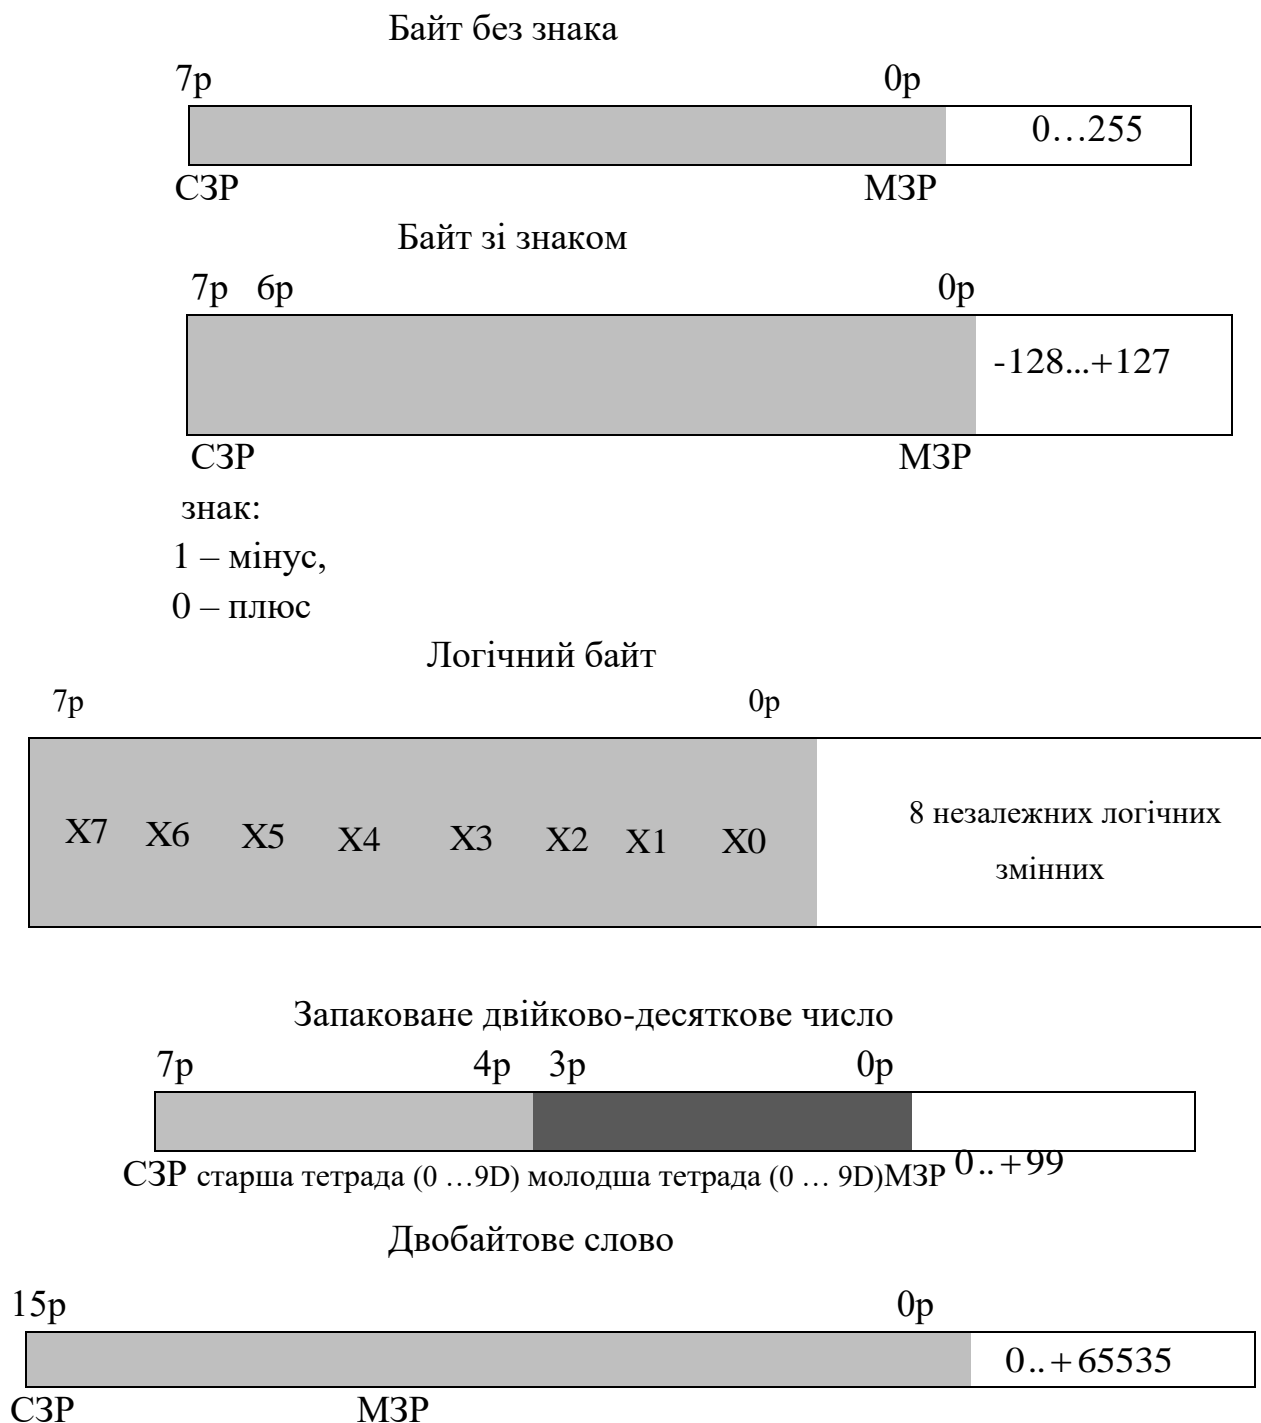 Байт без знака
7р 0р
0…255
СЗР МЗР
Байт зі знаком
7р 6р 0р
-128...+127
СЗР МЗР
знак:
1 – мінус,
0 – плюс
Логічний байт
7р 0р
X7 X6 X5 X4 X3 X2 X1 X0
8 незалежних логічних
змінних
Запаковане двійково-десяткове число
7р 4р 3р 0р
СЗР старша тетрада (0 …9D) молодша тетрада (0 … 9D)МЗР 0..+99
Двобайтове слово
15р 0р
0..+65535
СЗР МЗР